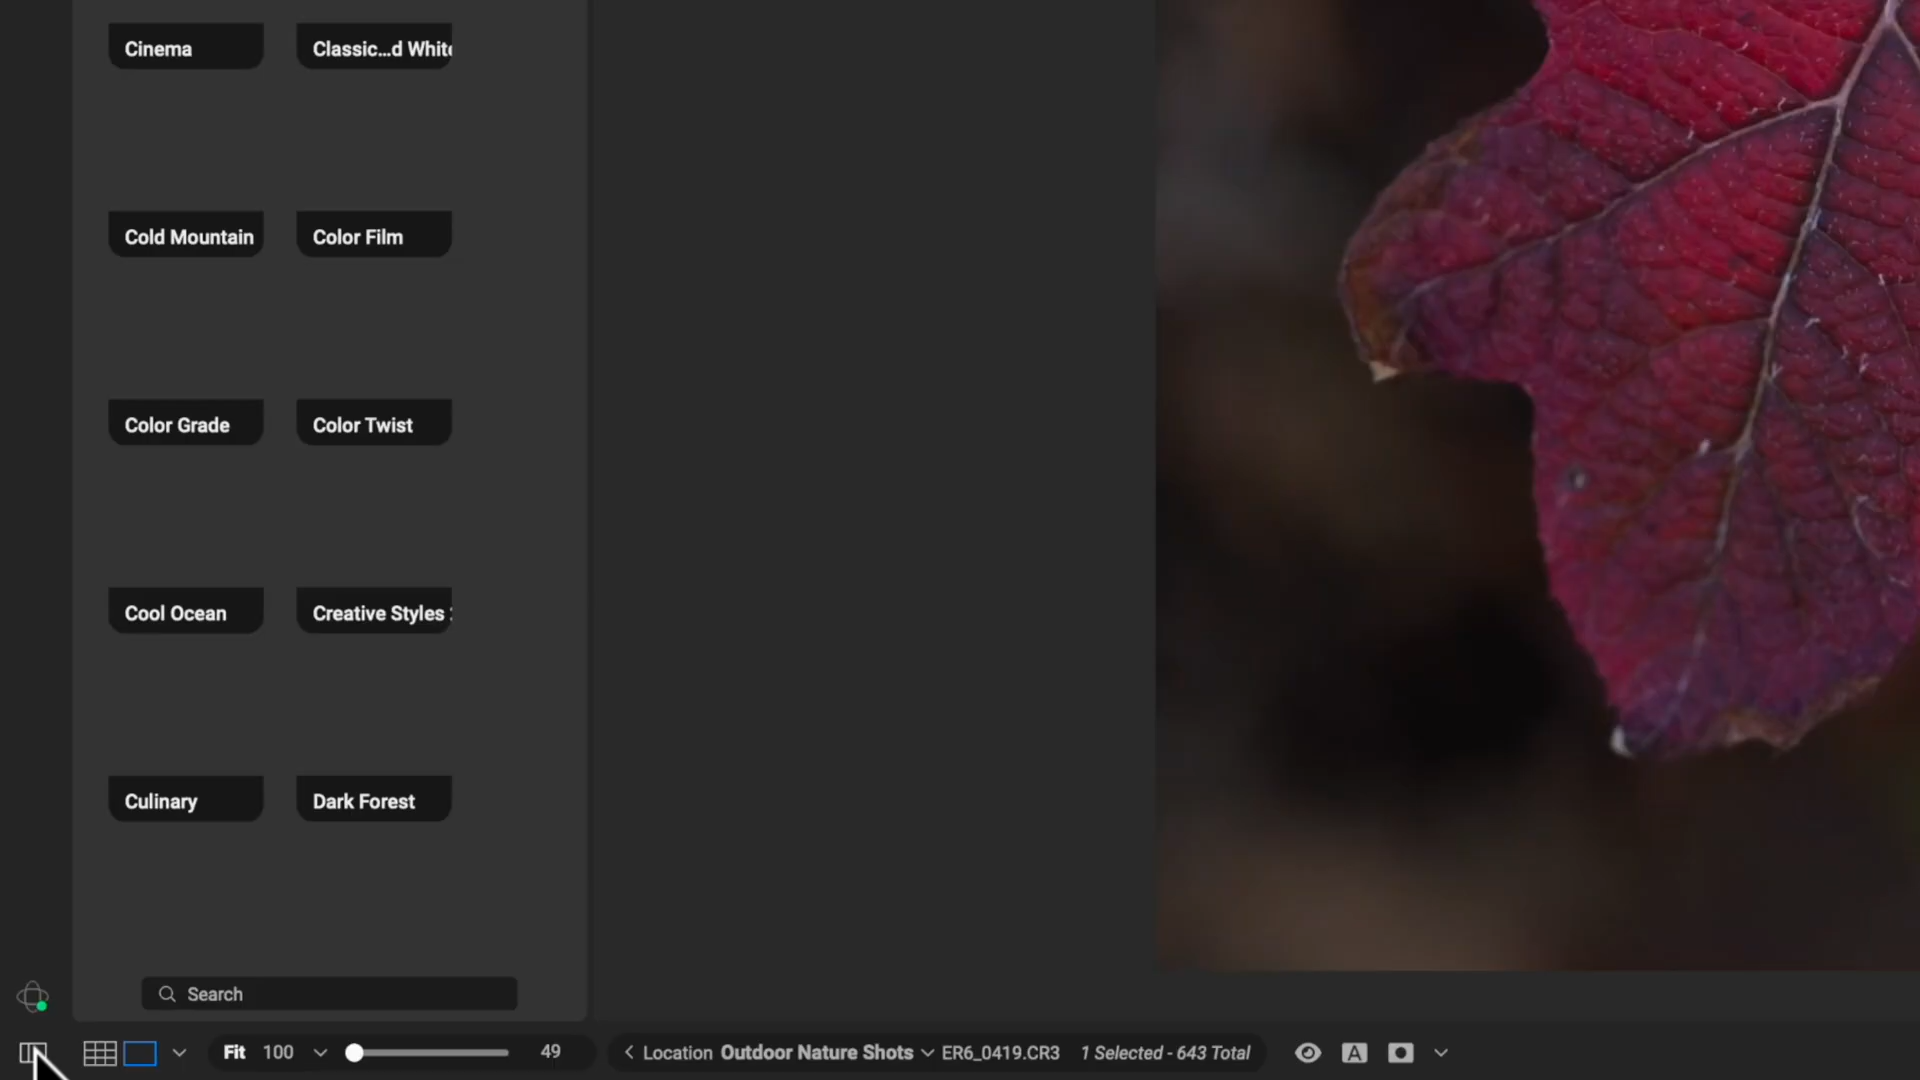 Cinema
Classic...d White
Cold Mountain
Color Film
Color Grade
Color Twist
Cool Ocean
Creative Styles
Culinary
Dark Forest
Search
Fit 100 49 Location Outdoor Nature Shots ER6_0419.CR3 1 Selected - 643 Total A